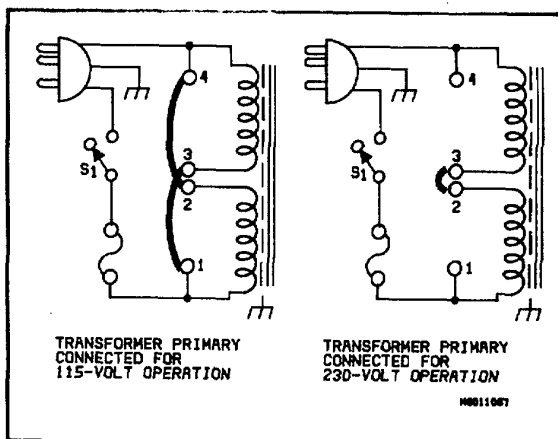 4
3
S1
2
1
TRANSFORMER PRIMARY
CONNECTED FOR
115-VOLT OPERATION
4
3
S1
2
1
TRANSFORMER PRIMARY
CONNECTED FOR
230-VOLT OPERATION